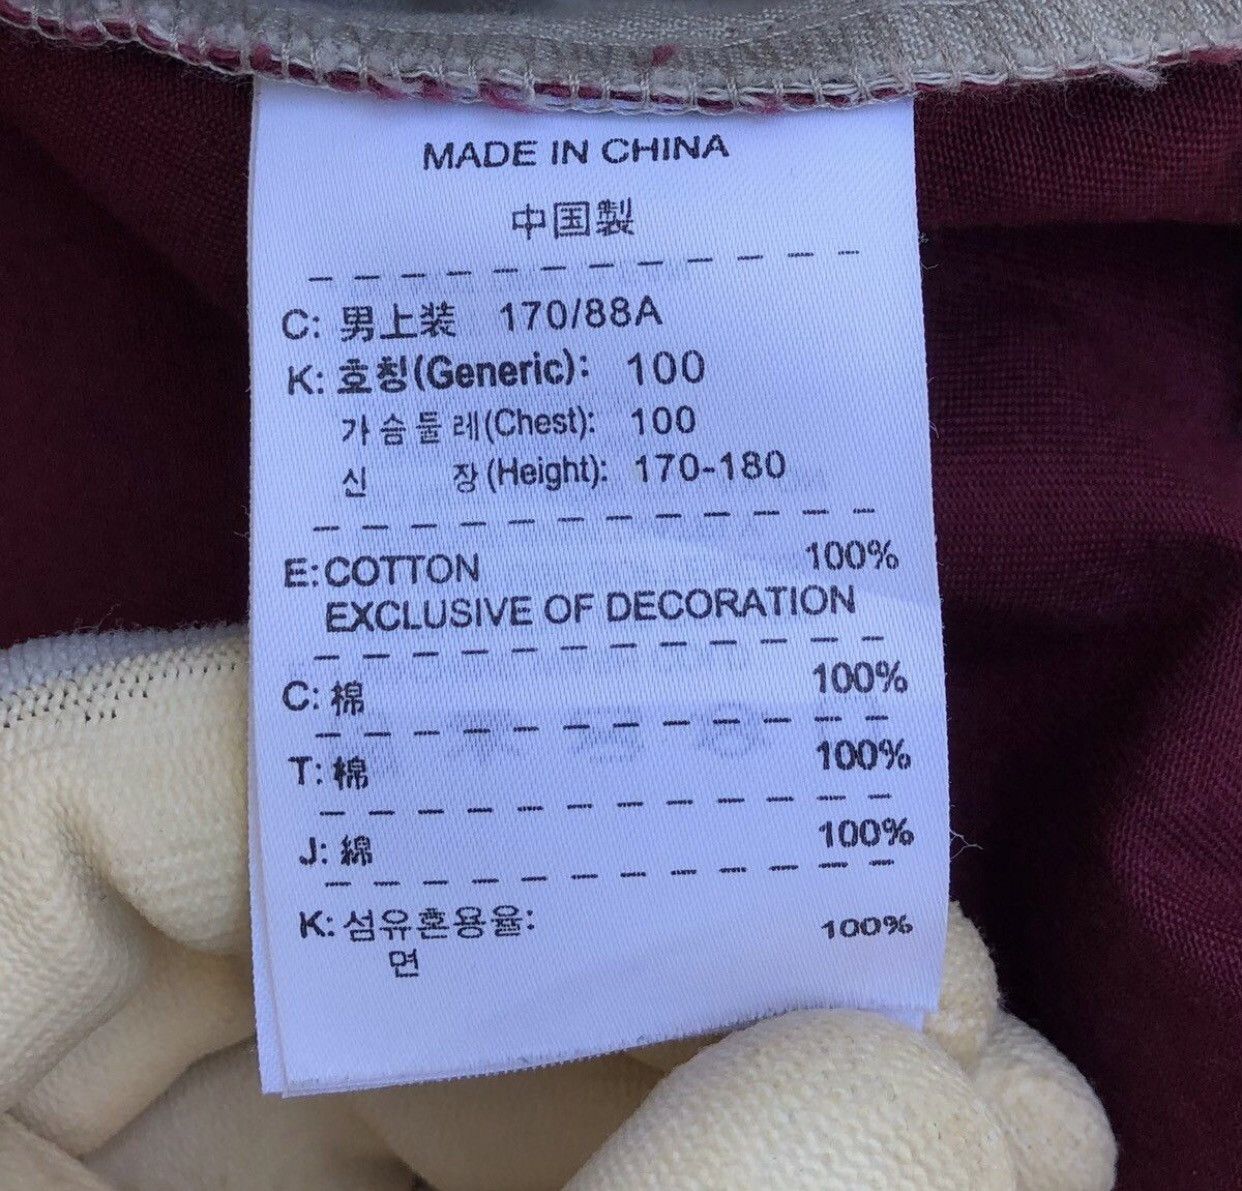 MADE IN CHINA
中国製
C: 男上装 170/88A
K: 호칭(Generic): 100
가슴둘레(Chest): 100
신 장(Height): 170-180
E: COTTON 100%
EXCLUSIVE OF DECORATION
C: 棉 100%
T: 棉 100%
J: 綿 100%
K: 섬유혼용율:
면 100%